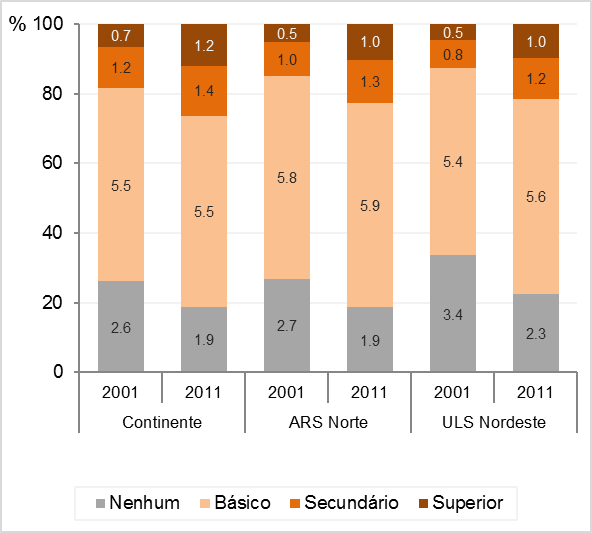 % 100
0.7 1.2 0.5 1.0 0.5 1.0
1.2 1.4 1.0 1.3 0.8 1.2
80
5.5 5.5 5.8 5.9 5.4 5.6
60
40
2.6 1.9 2.7 1.9 3.4 2.3
20
0
2001 2011 2001 2011 2001 2011
Continente ARS Norte ULS Nordeste
Nenhum Básico Secundário Superior